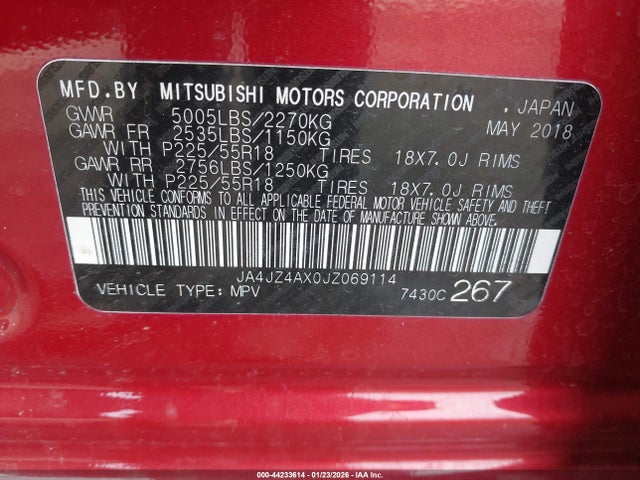 MFD.BY MITSUBISHI MOTORS CORPORATION . JAPAN
GVWR 5005LBS/2270KG MAY 2018
GAWR FR 2535LBS/1150KG
WITH P225/55R18 TIRES 18X7.0J RIMS
GAWR RR 2756LBS/1250KG
WITH P225/55R18 TIRES 18X7.0J RIMS
THIS VEHICLE CONFORMS TO ALL APPLICABLE FEDERAL MOTOR VEHICLE SAFETY AND THEFT
PREVENTION STANDARDS IN EFFECT ON THE DATE OF MANUFACTURE SHOWN ABOVE.
JA4JZ4AX0JZ069114
VEHICLE TYPE: MPV 7430C 267
000-44233614 - 01/23/2026 - IAA Inc.